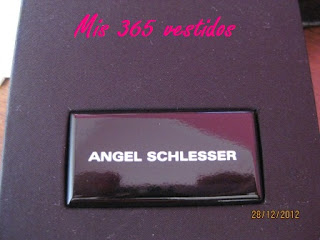 Mis 365 vestidos
ANGEL SCHLESSER
28/12/2012